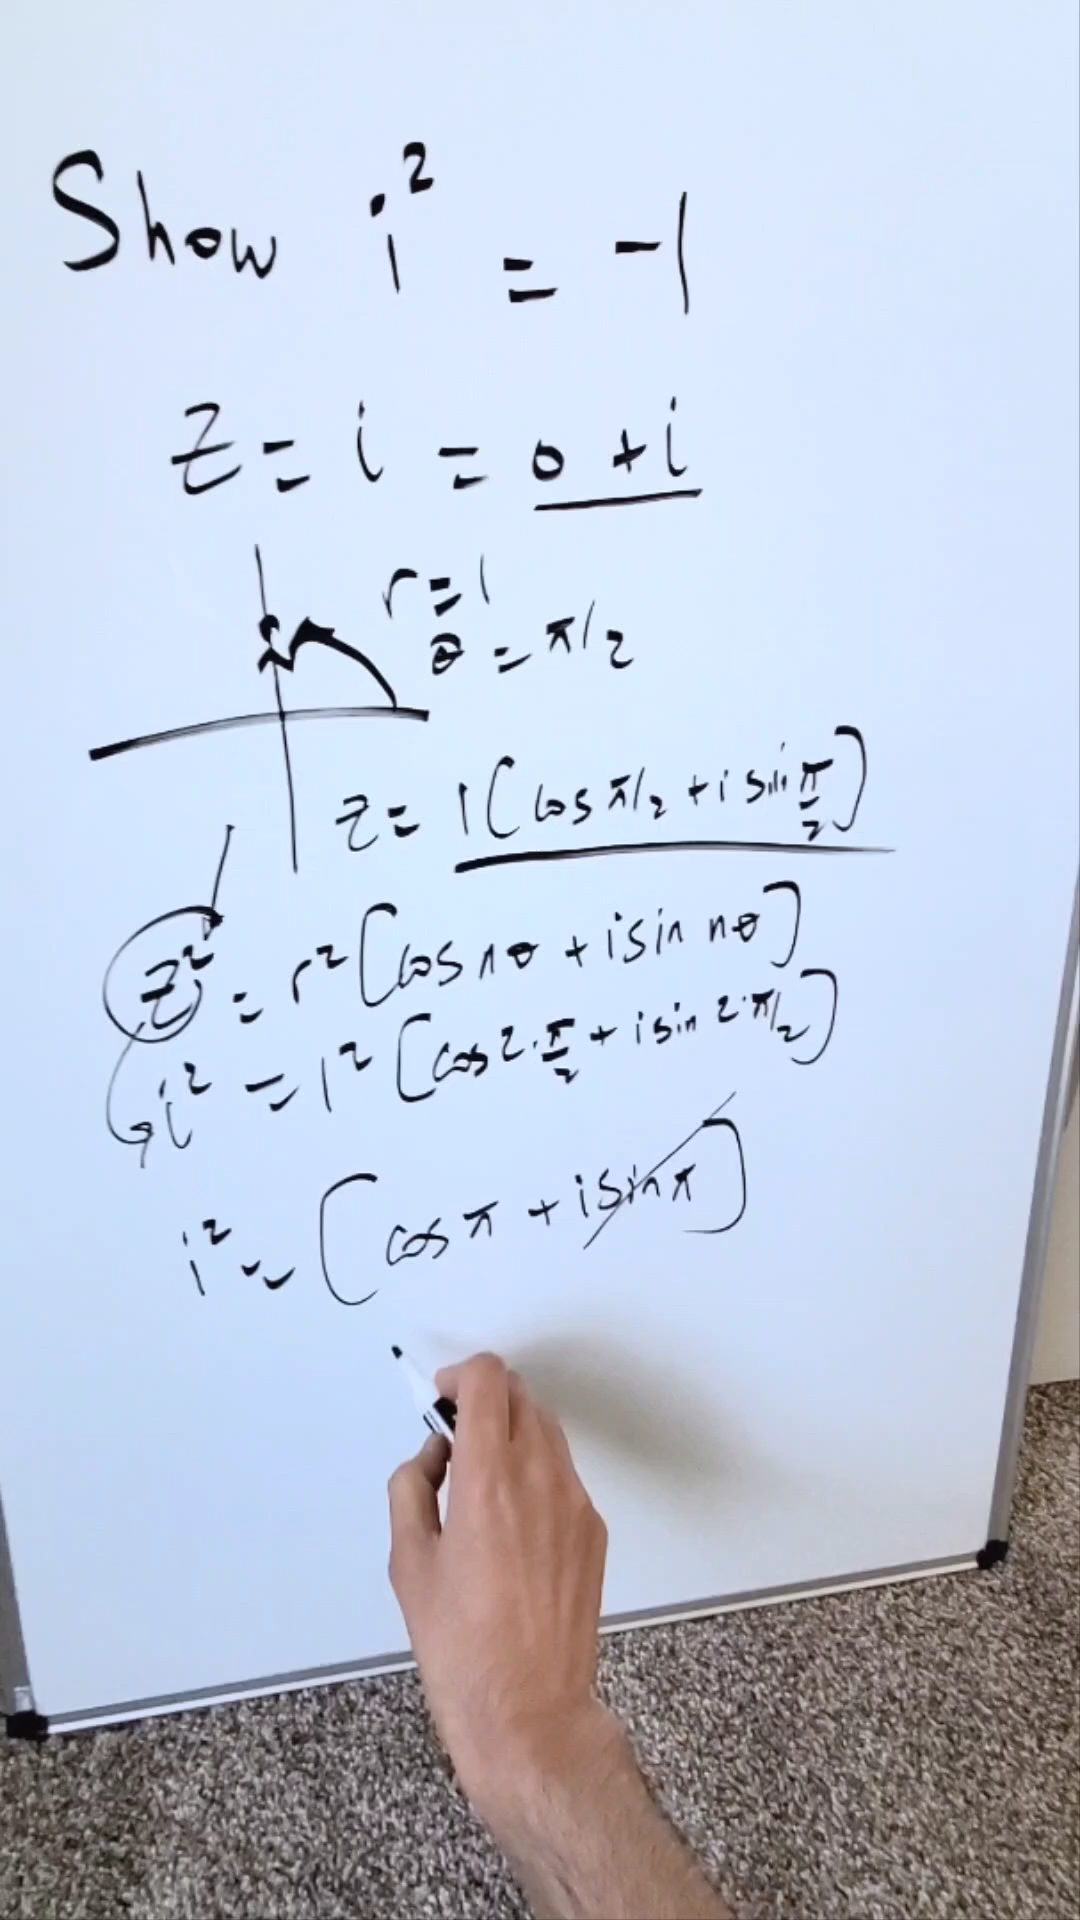 Show i² = -1
z = i = 0 + i
r = 1
θ = π/2
z = 1(cos π/2 + i sin π/2)
z² = r² [cos nθ + i sin nθ]
i² = 1² [cos 2·π/2 + i sin 2·π/2]
i² = [cos π + i sin π]